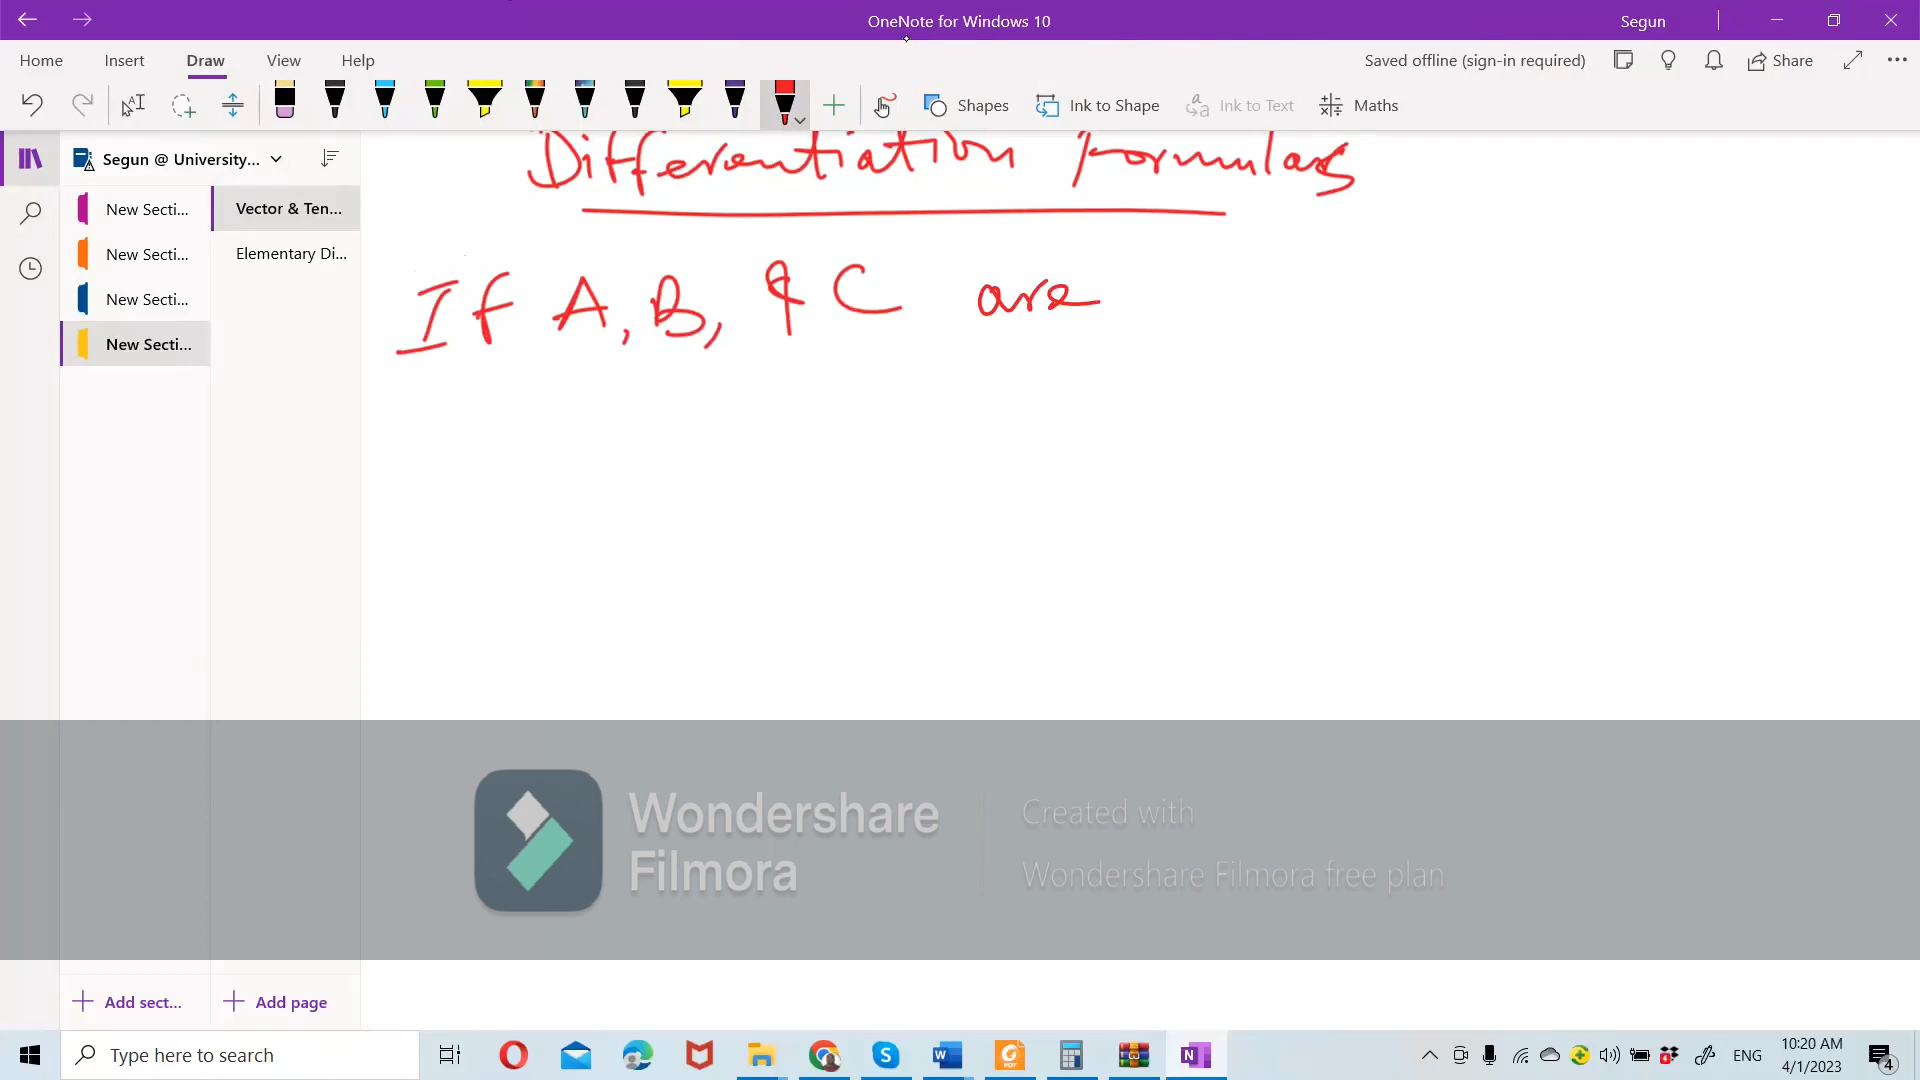 OneNote for Windows 10
Segun
Home Insert Draw View Help
Saved offline (sign-in required)
Share
Shapes
Ink to Shape
Ink to Text
Maths
Segun @ University...
New Secti...
New Secti...
New Secti...
New Secti...
Vector & Ten...
Elementary Di...
Differentiation Formulas
If A, B, & C are
Wondershare
Filmora
Created with
Wondershare Filmora free plan
Add sect...
Add page
Type here to search
ENG
10:20 AM
4/1/2023
4